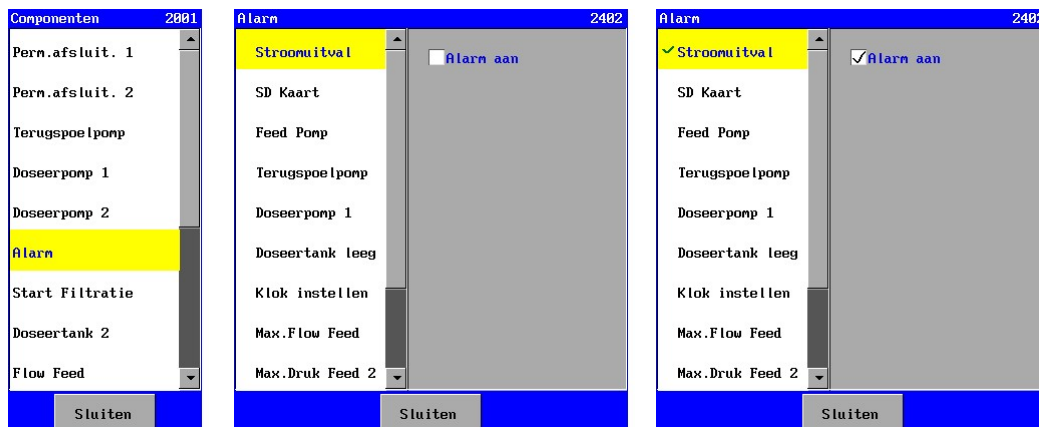 Componenten 2001
Perm.afsluit. 1
Perm.afsluit. 2
Terugspoelpomp
Doseerpomp 1
Doseerpomp 2
Alarm
Start Filtratie
Doseertank 2
Flow Feed
Sluiten
Alarm 2402
Stroomuitval
SD Kaart
Feed Pomp
Terugspoelpomp
Doseerpomp 1
Doseertank leeg
Klok instellen
Max.Flow Feed
Max.Druk Feed 2
Alarm aan
Sluiten
Alarm 2402
Stroomuitval
SD Kaart
Feed Pomp
Terugspoelpomp
Doseerpomp 1
Doseertank leeg
Klok instellen
Max.Flow Feed
Max.Druk Feed 2
Alarm aan
Sluiten